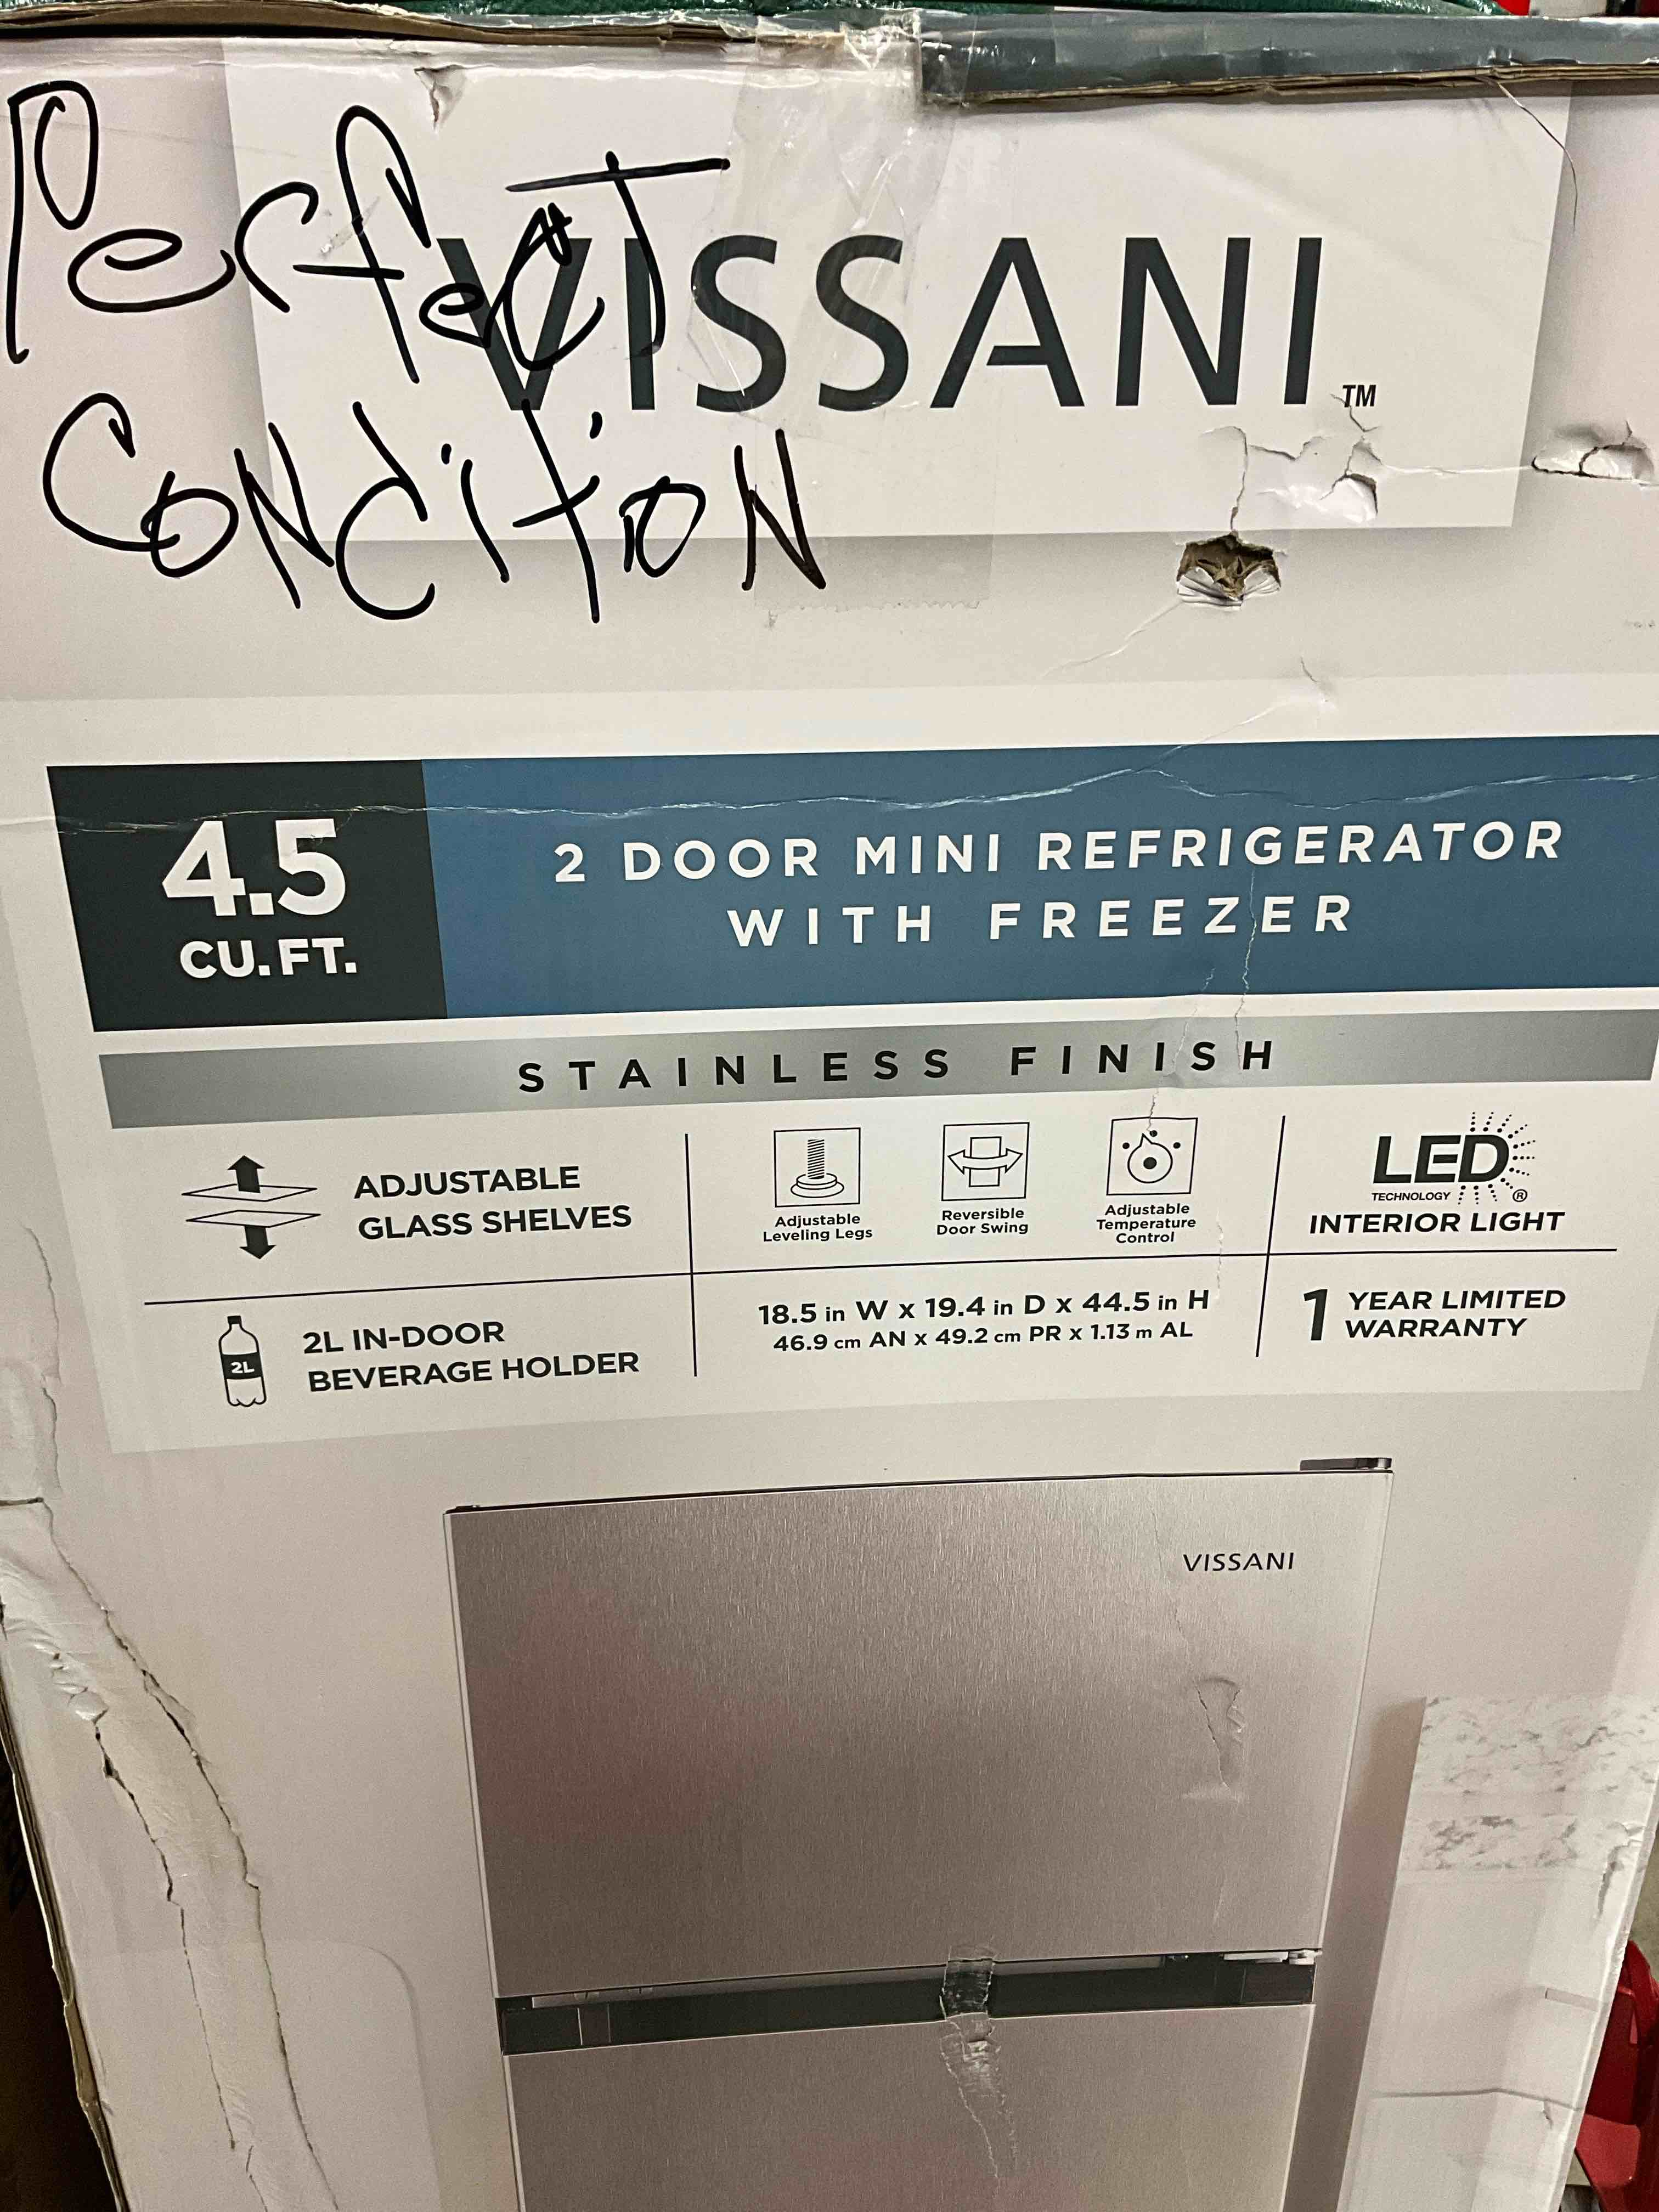 Perfect
Condition
VISSANI TM
4.5
CU.FT.
2 DOOR MINI REFRIGERATOR
WITH FREEZER
STAINLESS FINISH
ADJUSTABLE
GLASS SHELVES
Adjustable
Leveling Legs
Reversible
Door Swing
Adjustable
Temperature
Control
LED
TECHNOLOGY ®
INTERIOR LIGHT
2L
2L IN-DOOR
BEVERAGE HOLDER
18.5 in W x 19.4 in D x 44.5 in H
46.9 cm AN x 49.2 cm PR x 1.13 m AL
1 YEAR LIMITED
WARRANTY
VISSANI